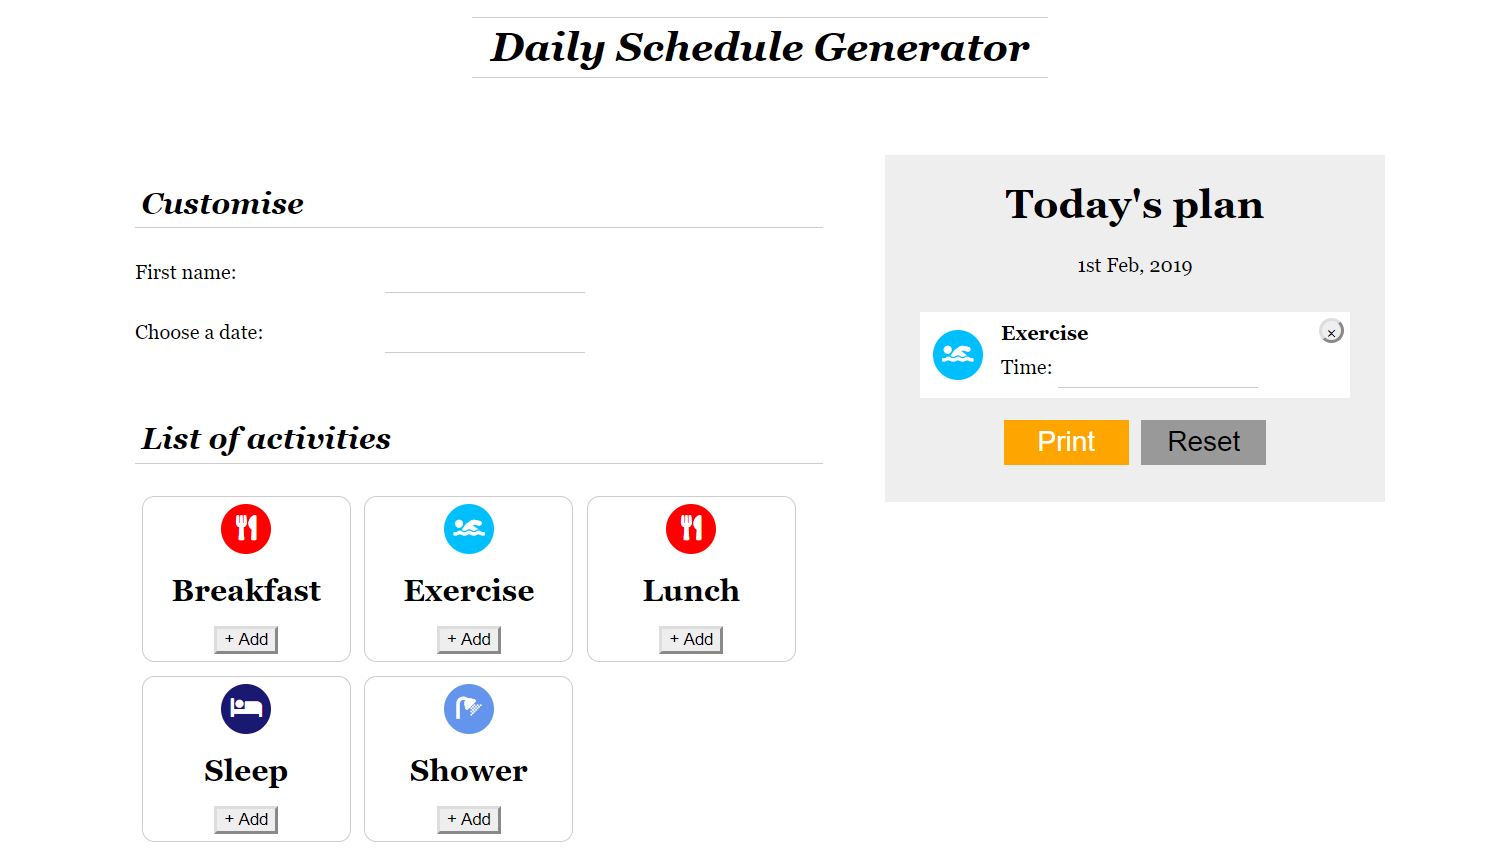 Daily Schedule Generator
Customise
First name:
Choose a date:
List of activities
Breakfast
+ Add
Exercise
+ Add
Lunch
+ Add
Sleep
+ Add
Shower
+ Add
Today's plan
1st Feb, 2019
Exercise
×
Time:
Print Reset